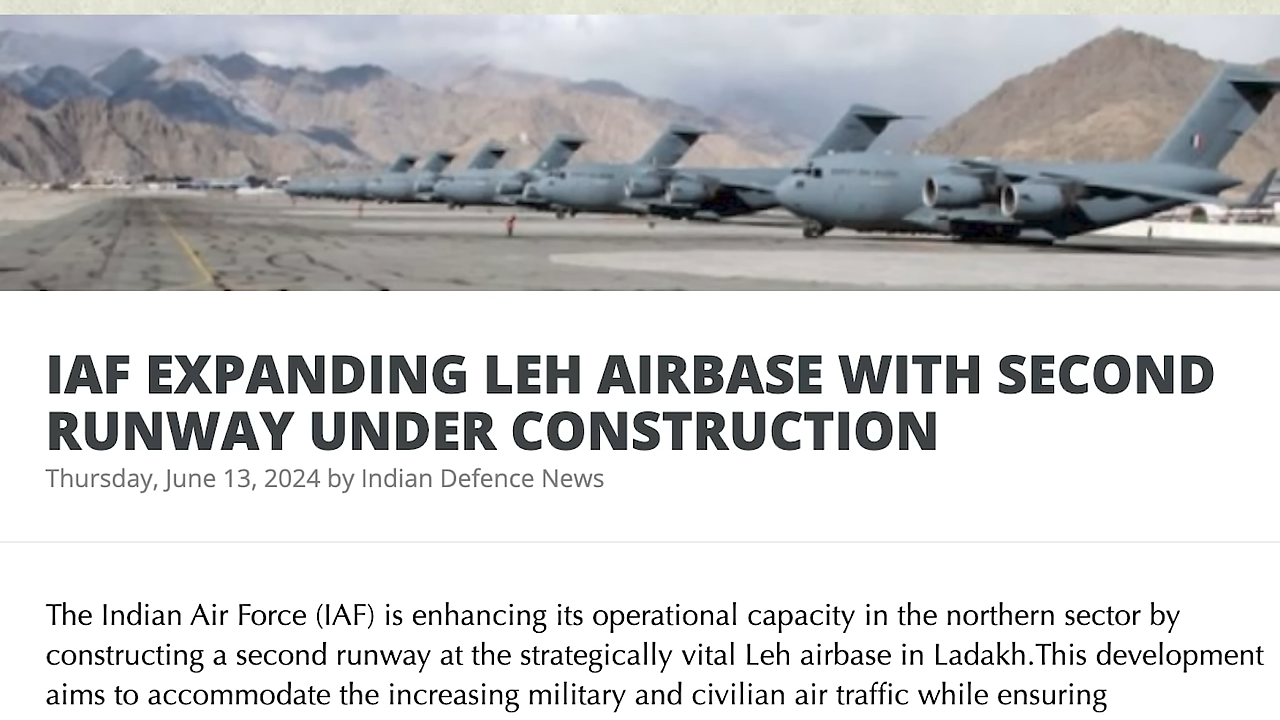 IAF EXPANDING LEH AIRBASE WITH SECOND
RUNWAY UNDER CONSTRUCTION
Thursday, June 13, 2024 by Indian Defence News
The Indian Air Force (IAF) is enhancing its operational capacity in the northern sector by
constructing a second runway at the strategically vital Leh airbase in Ladakh.This development
aims to accommodate the increasing military and civilian air traffic while ensuring